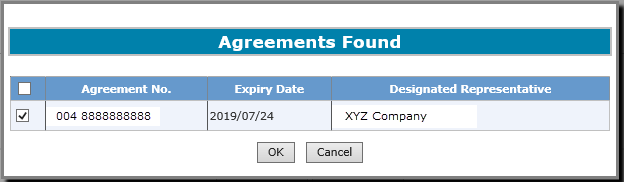 Agreements Found
Agreement No. Expiry Date Designated Representative
004 8888888888 2019/07/24 XYZ Company
OK Cancel